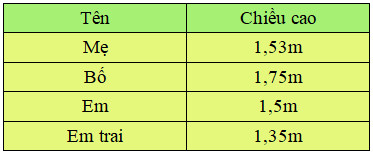 Tên Chiều cao
Mẹ 1,53m
Bố 1,75m
Em 1,5m
Em trai 1,35m